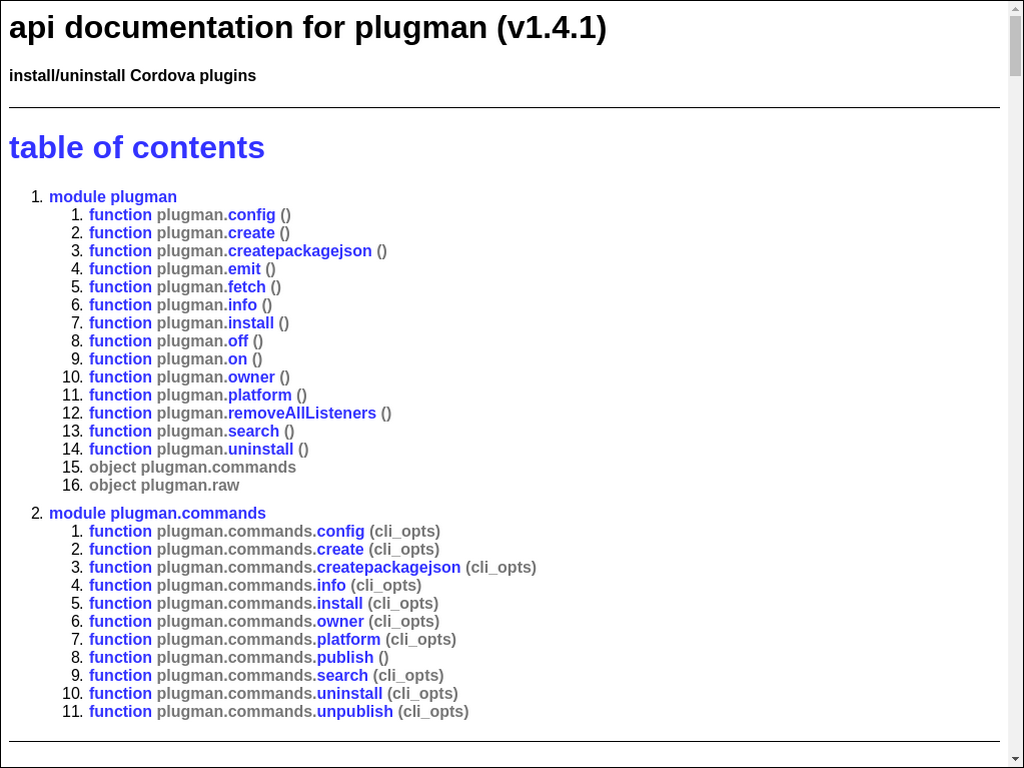 api documentation for plugman (v1.4.1)
install/uninstall Cordova plugins
table of contents
1. module plugman
1. function plugman.config ()
2. function plugman.create ()
3. function plugman.createpackagejson ()
4. function plugman.emit ()
5. function plugman.fetch ()
6. function plugman.info ()
7. function plugman.install ()
8. function plugman.off ()
9. function plugman.on ()
10. function plugman.owner ()
11. function plugman.platform ()
12. function plugman.removeAllListeners ()
13. function plugman.search ()
14. function plugman.uninstall ()
15. object plugman.commands
16. object plugman.raw
2. module plugman.commands
1. function plugman.commands.config (cli_opts)
2. function plugman.commands.create (cli_opts)
3. function plugman.commands.createpackagejson (cli_opts)
4. function plugman.commands.info (cli_opts)
5. function plugman.commands.install (cli_opts)
6. function plugman.commands.owner (cli_opts)
7. function plugman.commands.platform (cli_opts)
8. function plugman.commands.publish ()
9. function plugman.commands.search (cli_opts)
10. function plugman.commands.uninstall (cli_opts)
11. function plugman.commands.unpublish (cli_opts)